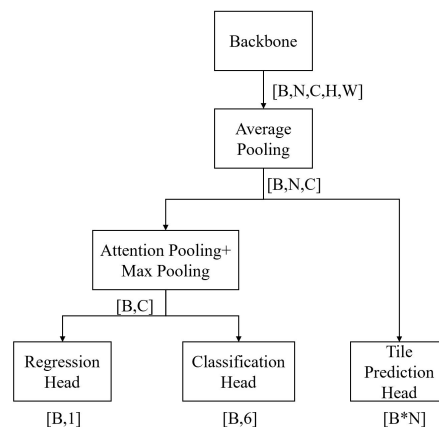 Backbone
[B,N,C,H,W]
Average
Pooling
[B,N,C]
Attention Pooling+
Max Pooling
[B,C]
Regression
Head
Classification
Head
Tile
Prediction
Head
[B,1]
[B,6]
[B*N]